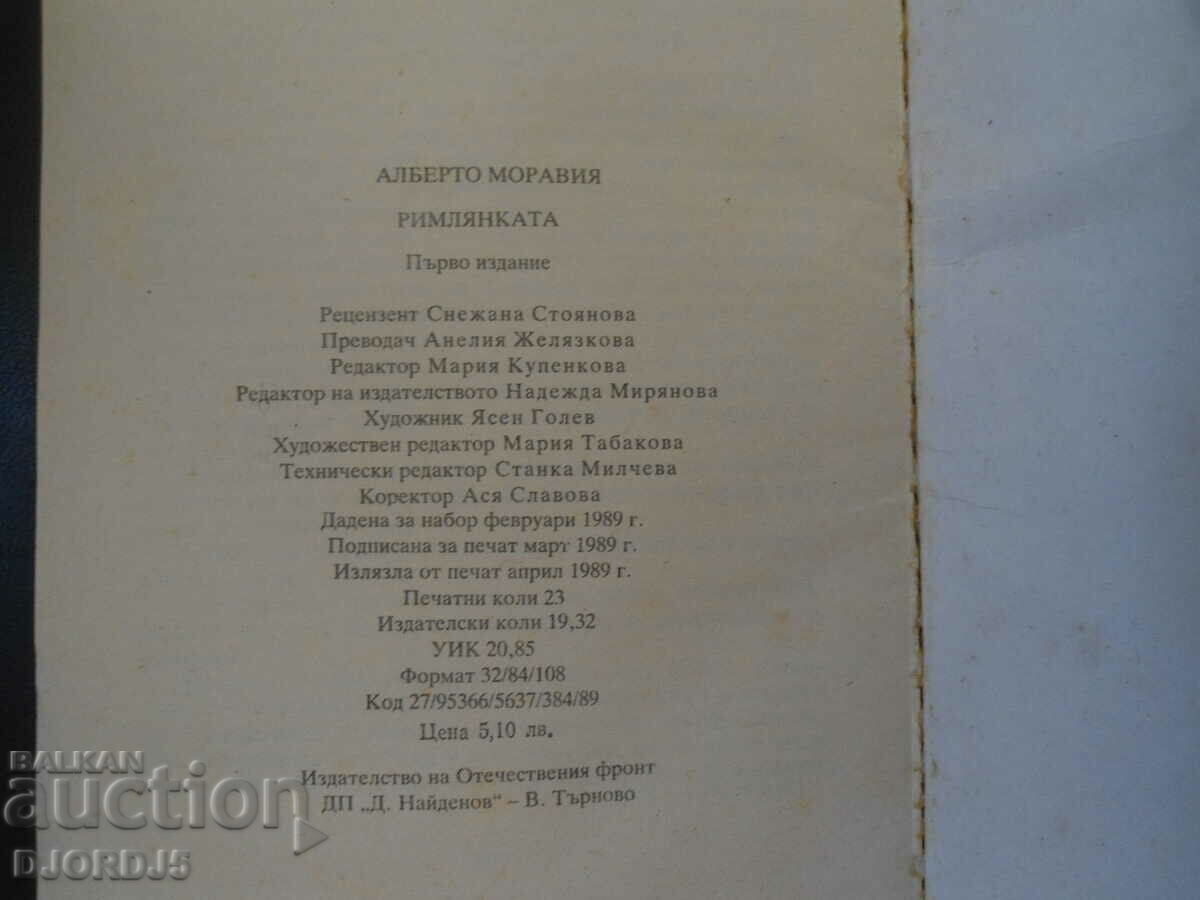 АЛБЕРТО МОРАВИЯ
РИМЛЯНКАТА
Първо издание
Рецензент Снежана Стоянова
Преводач Анелия Желязкова
Редактор Мария Купенкова
Редактор на издателството Надежда Мирянова
Художник Ясен Голев
Художествен редактор Мария Табакова
Технически редактор Станка Милчева
Коректор Ася Славова
Дадена за набор февруари 1989 г.
Подписана за печат март 1989 г.
Излязла от печат април 1989 г.
Печатни коли 23
Издателски коли 19,32
УИК 20,85
Формат 32/84/108
Код 27/95366/5637/384/89
Цена 5,10 лв.
Издателство на Отечествения фронт
ДП „Д. Найденов“ – В. Търново
BALKAN
auction
DJORDJ5